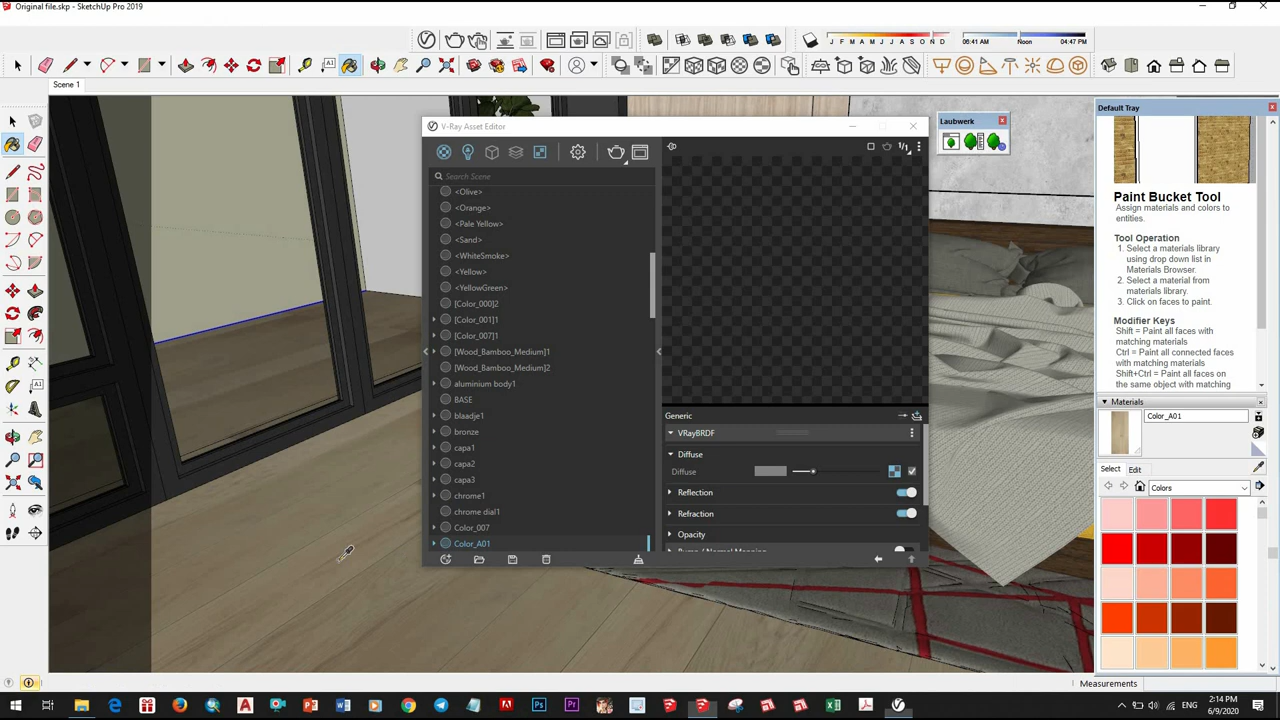 Original file.skp - SketchUp Pro 2019
J F M A M J J A S O N D
06:41 AM Noon 04:47 PM
Scene 1
Default Tray
V-Ray Asset Editor
Laubwerk
Search Scene
<Olive>
<Orange>
<Pale Yellow>
<Sand>
<WhiteSmoke>
<Yellow>
<YellowGreen>
[Color_000]2
[Color_001]1
[Color_007]1
[Wood_Bamboo_Medium]1
[Wood_Bamboo_Medium]2
aluminium body1
BASE
blaadje1
bronze
capa1
capa2
capa3
chrome1
chrome dial1
Color_007
Color_A01
1/1
Generic
VRayBRDF
Diffuse
Diffuse
Reflection
Refraction
Opacity
Bump / Normal Mapping
Paint Bucket Tool
Assign materials and colors to
entities.
Tool Operation
1. Select a materials library
using drop down list in
Materials Browser.
2. Select a material from
materials library.
3. Click on faces to paint.
Modifier Keys
Shift = Paint all faces with
matching materials
Ctrl = Paint all connected faces
with matching materials
Shift+Ctrl = Paint all faces on
the same object with matching
Materials
Color_A01
Select Edit
Colors
Measurements
ENG
2:14 PM
6/9/2020